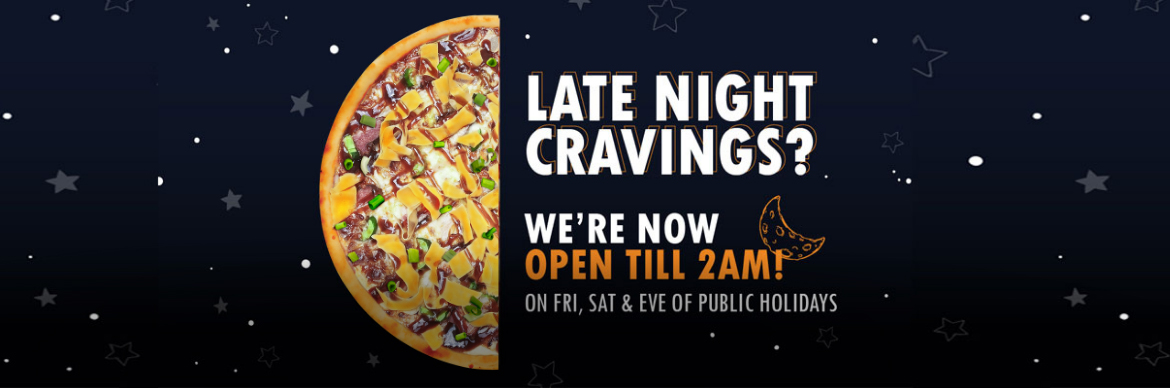 LATE NIGHT
CRAVINGS?
WE'RE NOW
OPEN TILL 2AM!
ON FRI, SAT & EVE OF PUBLIC HOLIDAYS